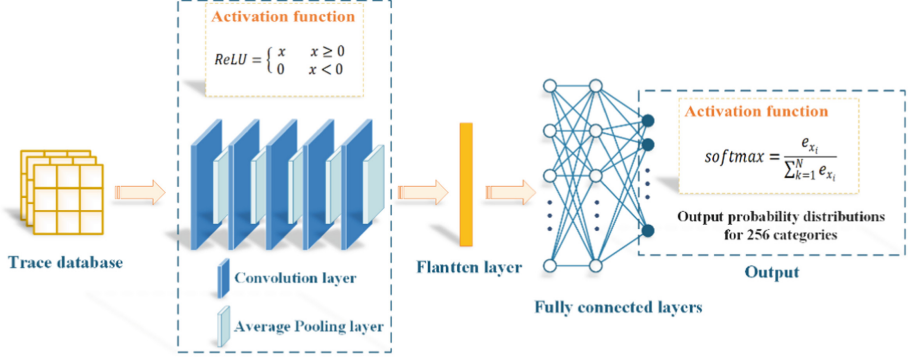 Activation function
ReLU = { x x ≥ 0
0 x < 0
Trace database
Convolution layer
Average Pooling layer
Flantten layer
Fully connected layers
Activation function
softmax = e_{x_i} / ∑_{k=1}^{N} e_{x_i}
Output probability distributions
for 256 categories
Output